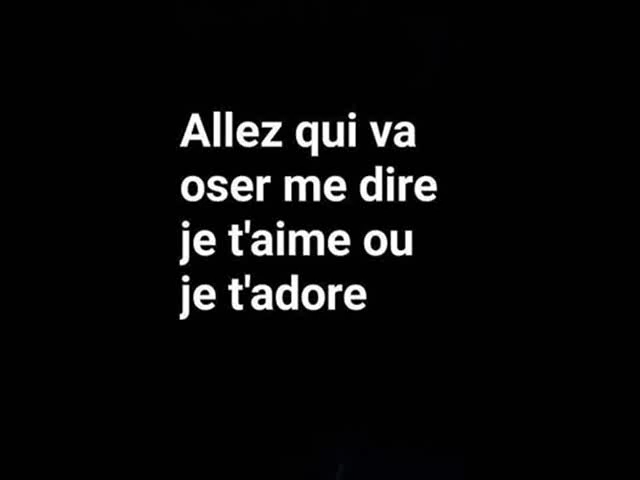 Allez qui va
oser me dire
je t'aime ou
je t'adore